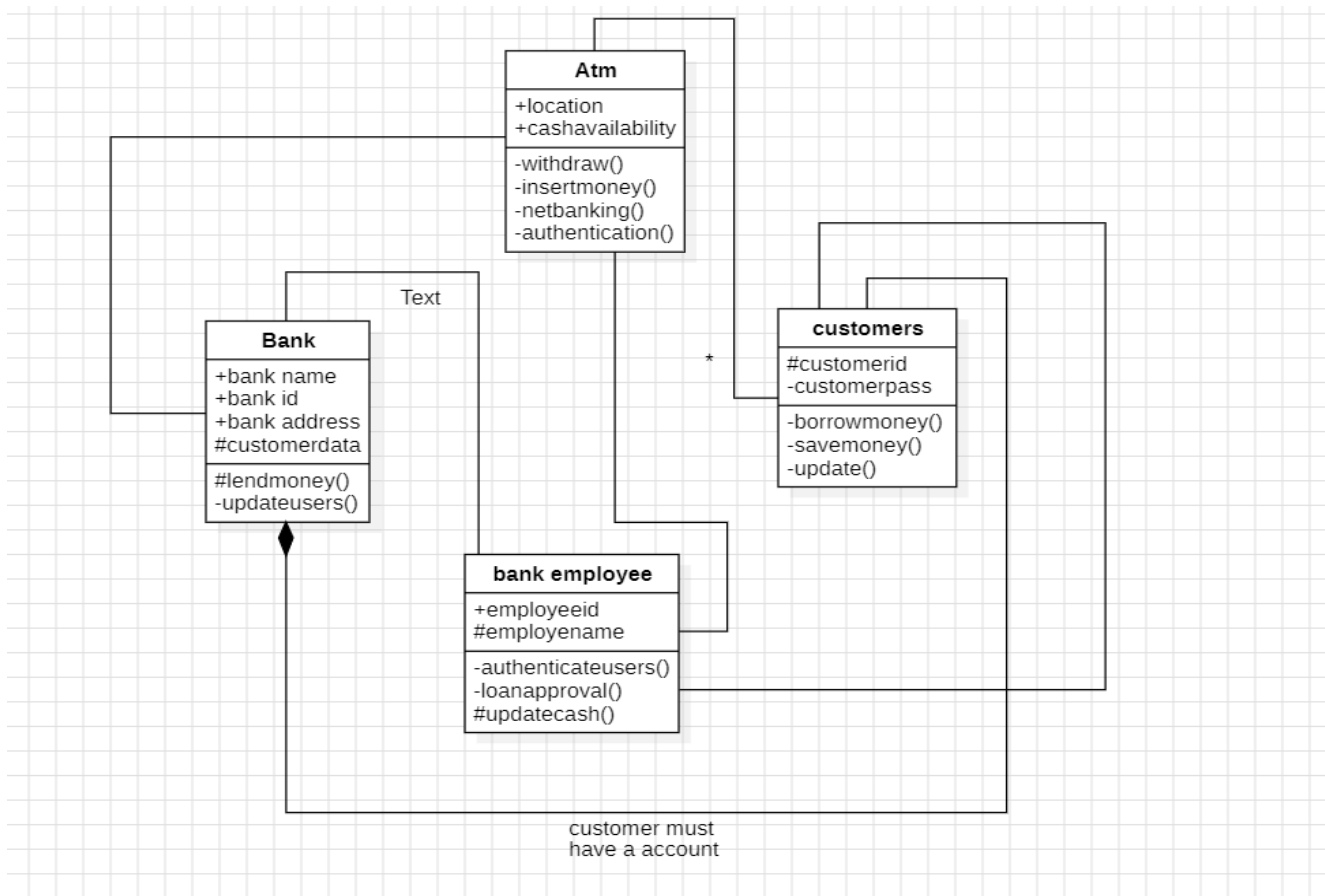 Atm
+location
+cashavailability
-withdraw()
-insertmoney()
-netbanking()
-authentication()
Text
Bank
+bank name
+bank id
+bank address
#customerdata
#lendmoney()
-updateusers()
*
customers
#customerid
-customerpass
-borrowmoney()
-savemoney()
-update()
bank employee
+employeeid
#employename
-authenticateusers()
-loanapproval()
#updatecash()
customer must
have a account